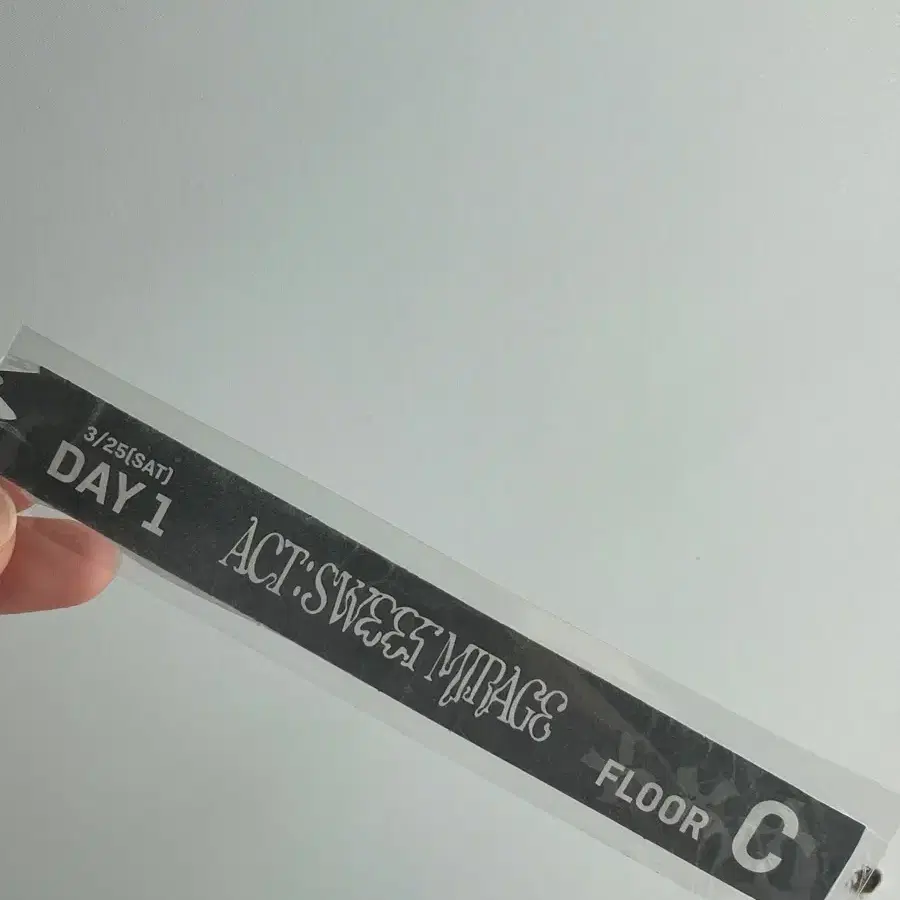 3/25(SAT)
DAY 1
ACT:SWEET MIRAGE
FLOOR C